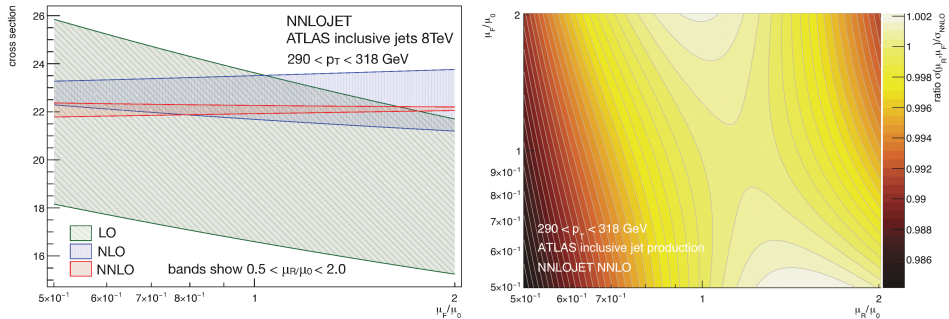 cross section
26
24
22
20
18
16
NNLOJET
ATLAS inclusive jets 8TeV
290 < pT < 318 GeV
LO
NLO
NNLO
bands show 0.5 < μR/μ0 < 2.0
5×10⁻¹ 6×10⁻¹ 7×10⁻¹ 8×10⁻¹ 1 2
μF/μ0
μF/μ0
2
1
9×10⁻¹
8×10⁻¹
7×10⁻¹
6×10⁻¹
5×10⁻¹
290 < pT < 318 GeV
ATLAS inclusive jet production
NNLOJET NNLO
5×10⁻¹ 6×10⁻¹ 7×10⁻¹ 1 2
μR/μ0
1.002
1
0.998
0.996
0.994
0.992
0.99
0.988
0.986
ratio σ(μR,μF)/σNNLO